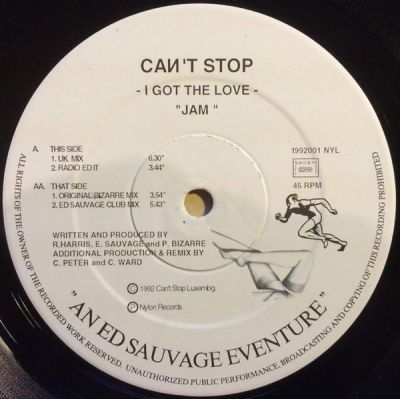 CAN'T STOP
- I GOT THE LOVE -
"JAM "
A. THIS SIDE
1. UK MIX 6.30"
2. RADIO EDIT 3.44"
AA. THAT SIDE
1. ORIGINAL BIZARRE MIX 3.54"
2. ED SAUVAGE CLUB MIX 5.43"
1992001 NYL
SACEM
45 RPM
WRITTEN AND PRODUCED BY
R.HARRIS, E. SAUVAGE and P. BIZARRE
ADDITIONAL PRODUCTION & REMIX BY
C. PETER and C. WARD
© 1992 Can't Stop Luxembg.
℗ Nylon Records
" AN ED SAUVAGE EVENTURE "
ALL RIGHTS OF THE OWNER OF THE RECORDED WORK RESERVED. UNAUTHORIZED PUBLIC PERFORMANCE, BROADCASTING AND COPYING OF THIS RECORDING PROHIBITED